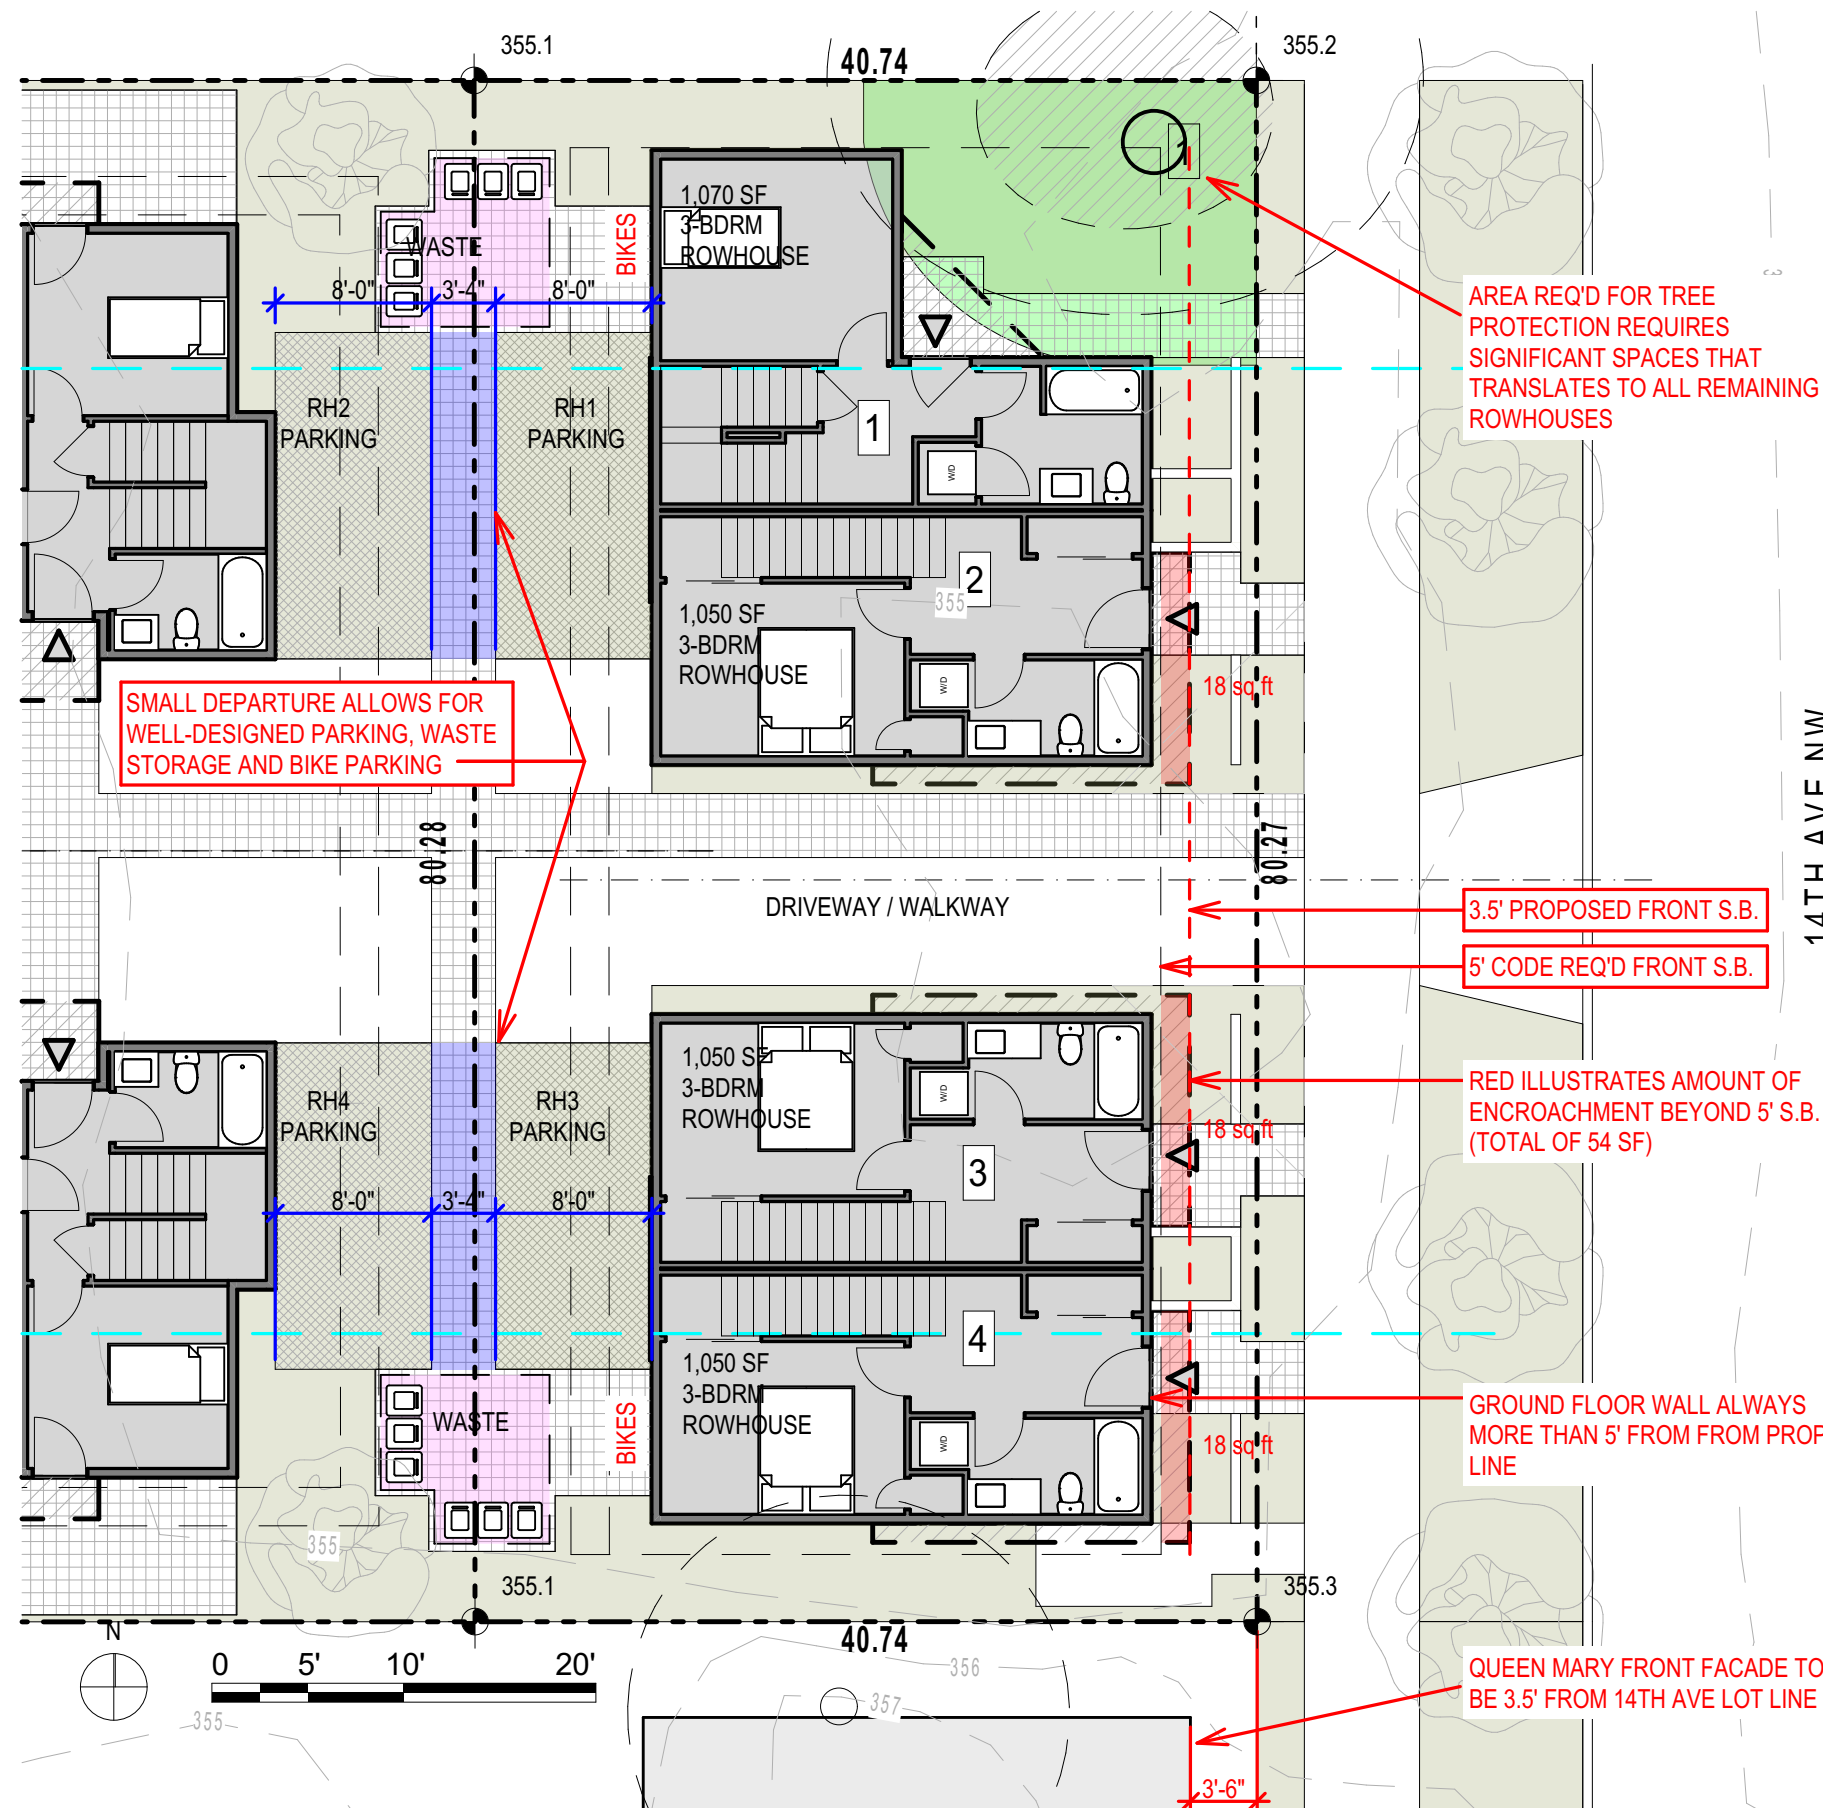 355.1
40.74
355.2
1,070 SF
3-BDRM
ROWHOUSE
WASTE
BIKES
8'-0"
3'-4"
8'-0"
AREA REQ'D FOR TREE
PROTECTION REQUIRES
SIGNIFICANT SPACES THAT
TRANSLATES TO ALL REMAINING
ROWHOUSES
RH2
PARKING
RH1
PARKING
1
W/D
2
355
1,050 SF
3-BDRM
ROWHOUSE
W/D
18 sq ft
SMALL DEPARTURE ALLOWS FOR
WELL-DESIGNED PARKING, WASTE
STORAGE AND BIKE PARKING
14TH AVE NW
80.28
80.27
DRIVEWAY / WALKWAY
3.5' PROPOSED FRONT S.B.
5' CODE REQ'D FRONT S.B.
1,050 SF
3-BDRM
ROWHOUSE
W/D
RED ILLUSTRATES AMOUNT OF
ENCROACHMENT BEYOND 5' S.B.
(TOTAL OF 54 SF)
RH4
PARKING
RH3
PARKING
18 sq ft
3
8'-0"
3'-4"
8'-0"
4
1,050 SF
3-BDRM
ROWHOUSE
WASTE
BIKES
W/D
18 sq ft
GROUND FLOOR WALL ALWAYS
MORE THAN 5' FROM FROM PROP
LINE
355
355.1
355.3
40.74
N
0 5' 10' 20'
356
357
355
QUEEN MARY FRONT FACADE TO
BE 3.5' FROM 14TH AVE LOT LINE
3'-6"